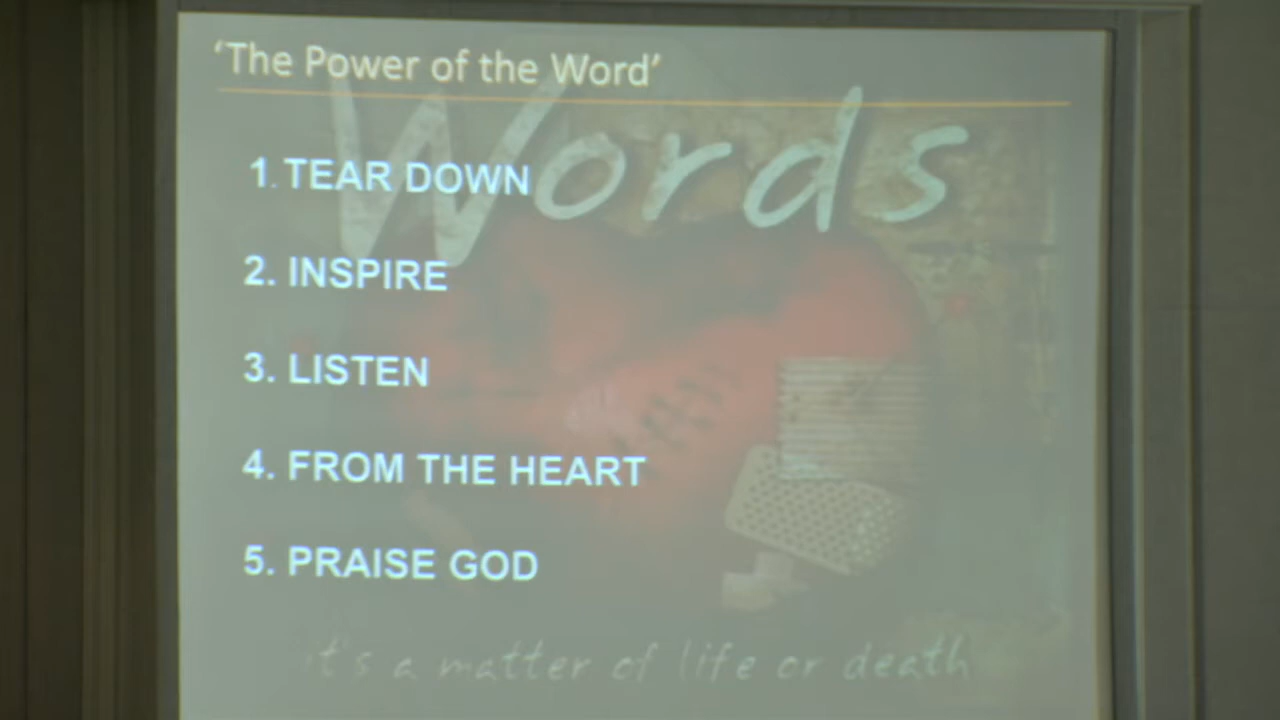 ‘The Power of the Word’
Words
1. TEAR DOWN
2. INSPIRE
3. LISTEN
4. FROM THE HEART
5. PRAISE GOD
it's a matter of life or death